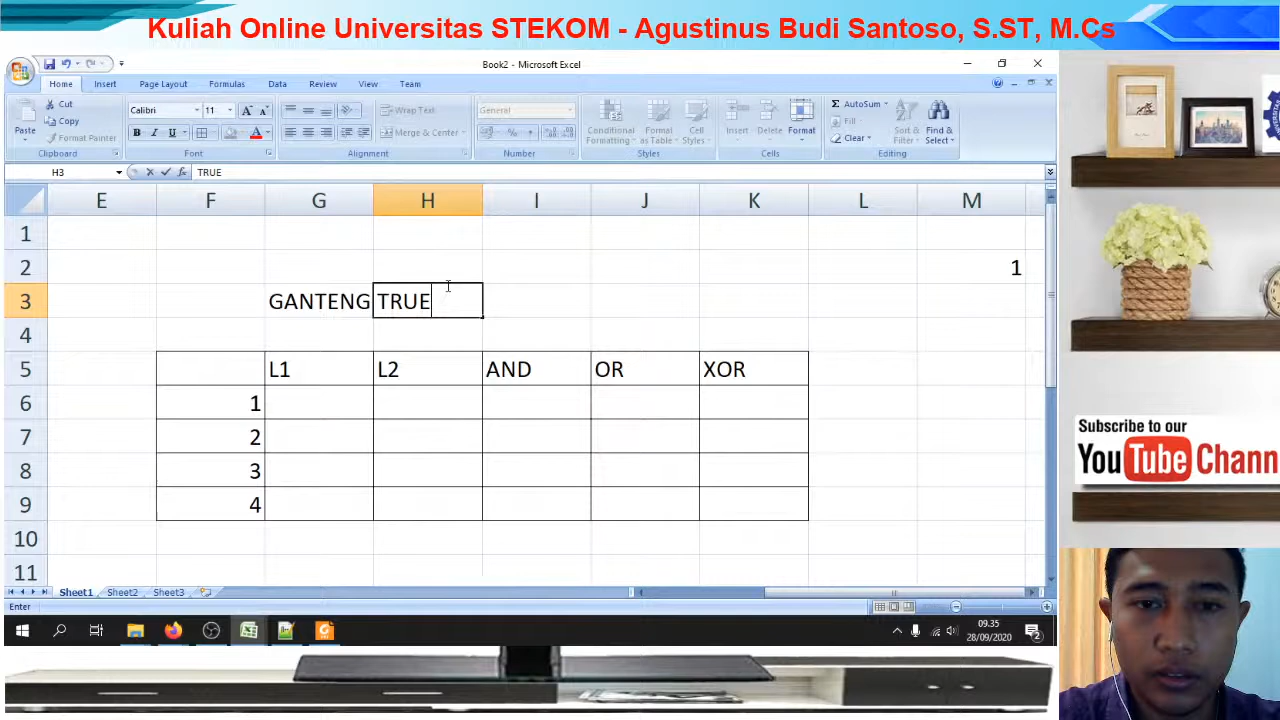 Kuliah Online Universitas STEKOM - Agustinus Budi Santoso, S.ST, M.Cs
Book2 - Microsoft Excel
Home Insert Page Layout Formulas Data Review View Team
Cut
Copy
Format Painter
Paste
Clipboard
Calibri 11
B I U
Font
Wrap Text
Merge & Center
Alignment
General
Number
Conditional Formatting
Format as Table
Cell Styles
Styles
Insert Delete Format
Cells
AutoSum
Fill
Clear
Sort & Filter
Find & Select
Editing
H3 TRUE
E F G H I J K L M
1
2 1
3 GANTENG TRUE
4
5 L1 L2 AND OR XOR
6 1
7 2
8 3
9 4
10
11
Sheet1 Sheet2 Sheet3
Enter
09.35
28/09/2020
2
Subscribe to our
YouTube Chann